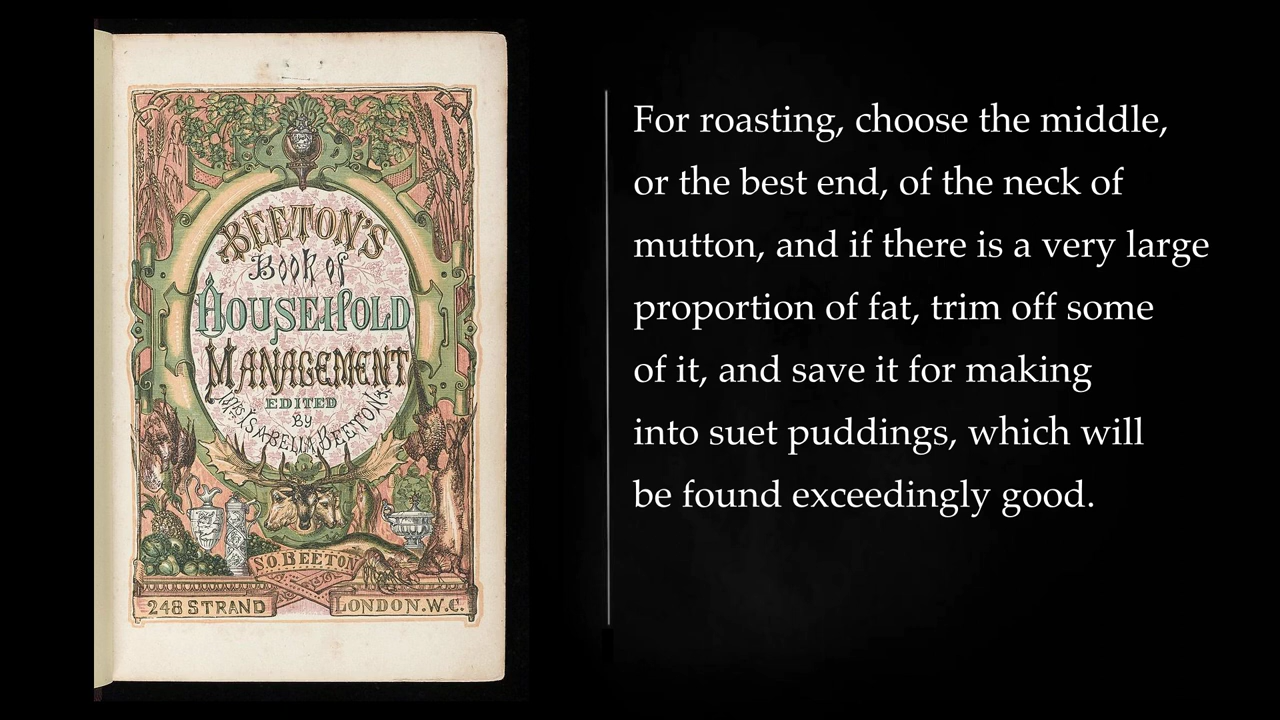 BEETON'S
Book of
HOUSEHOLD
MANAGEMENT
EDITED
BY
MRS ISABELLA BEETON
S.O. BEETON
248 STRAND
LONDON. W.C.
For roasting, choose the middle,
or the best end, of the neck of
mutton, and if there is a very large
proportion of fat, trim off some
of it, and save it for making
into suet puddings, which will
be found exceedingly good.